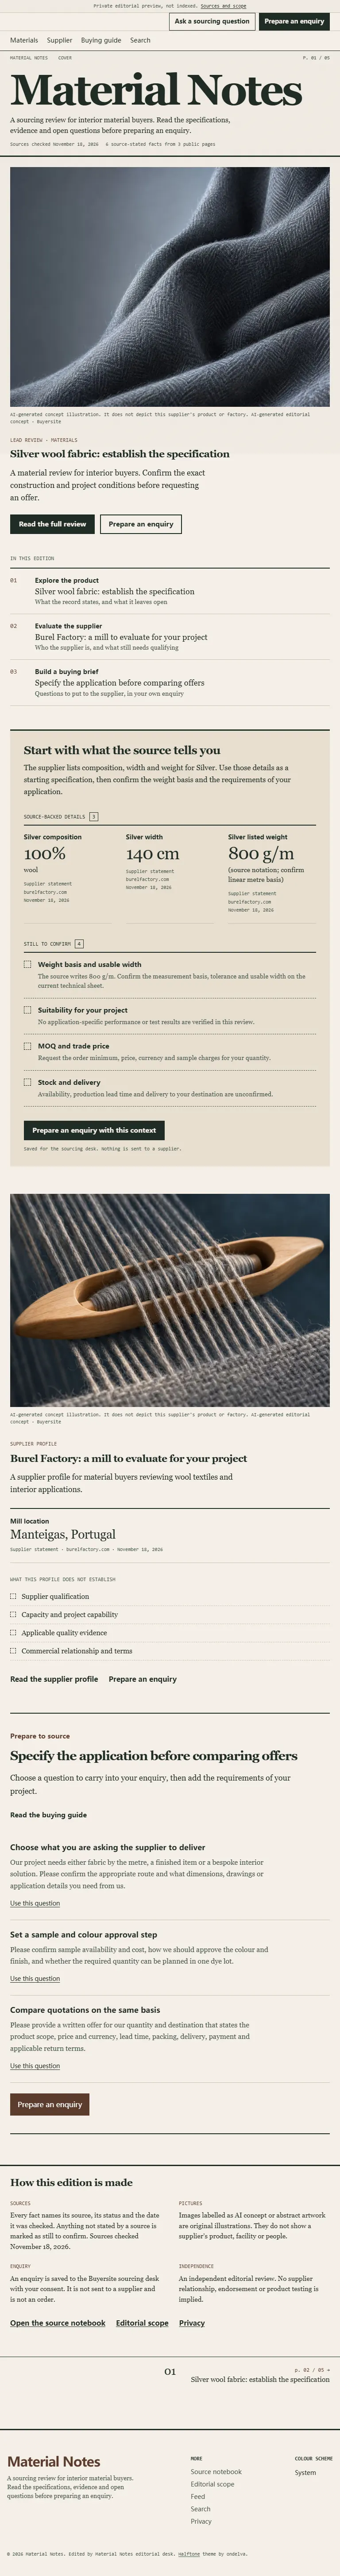 Private editorial preview, not indexed. Sources and scope
Ask a sourcing question
Prepare an enquiry
Materials
Supplier
Buying guide
Search
MATERIAL NOTES
COVER
P. 01 / 05
Material Notes
A sourcing review for interior material buyers. Read the specifications,
evidence and open questions before preparing an enquiry.
Sources checked November 18, 2026
6 source-stated facts from 3 public pages
AI-generated concept illustration. It does not depict this supplier's product or factory. AI-generated editorial
concept · Buyersite
LEAD REVIEW · MATERIALS
Silver wool fabric: establish the specification
A material review for interior buyers. Confirm the exact
construction and project conditions before requesting
an offer.
Read the full review
Prepare an enquiry
IN THIS EDITION
01
Explore the product
Silver wool fabric: establish the specification
What the record states, and what it leaves open
02
Evaluate the supplier
Burel Factory: a mill to evaluate for your project
Who the supplier is, and what still needs qualifying
03
Build a buying brief
Specify the application before comparing offers
Questions to put to the supplier, in your own enquiry
Start with what the source tells you
The supplier lists composition, width and weight for Silver. Use those details as a
starting specification, then confirm the weight basis and the requirements of your
application.
SOURCE-BACKED DETAILS 3
Silver composition
100%
wool
Supplier statement
burelfactory.com
November 18, 2026
Silver width
140 cm
Supplier statement
burelfactory.com
November 18, 2026
Silver listed weight
800 g/m
(source notation; confirm
linear metre basis)
Supplier statement
burelfactory.com
November 18, 2026
STILL TO CONFIRM 4
Weight basis and usable width
The source writes 800 g/m. Confirm the measurement basis, tolerance and usable width on the
current technical sheet.
Suitability for your project
No application-specific performance or test results are verified in this review.
MOQ and trade price
Request the order minimum, price, currency and sample charges for your quantity.
Stock and delivery
Availability, production lead time and delivery to your destination are unconfirmed.
Prepare an enquiry with this context
Saved for the sourcing desk. Nothing is sent to a supplier.
AI-generated concept illustration. It does not depict this supplier's product or factory. AI-generated editorial
concept · Buyersite
SUPPLIER PROFILE
Burel Factory: a mill to evaluate for your project
A supplier profile for material buyers reviewing wool textiles and
interior applications.
Mill location
Manteigas, Portugal
Supplier statement · burelfactory.com · November 18, 2026
WHAT THIS PROFILE DOES NOT ESTABLISH
Supplier qualification
Capacity and project capability
Applicable quality evidence
Commercial relationship and terms
Read the supplier profile
Prepare an enquiry
Prepare to source
Specify the application before comparing offers
Choose a question to carry into your enquiry, then add the requirements of your
project.
Read the buying guide
Choose what you are asking the supplier to deliver
Our project needs either fabric by the metre, a finished item or a bespoke interior
solution. Please confirm the appropriate route and what dimensions, drawings or
application details you need from us.
Use this question
Set a sample and colour approval step
Please confirm sample availability and cost, how we should approve the colour and
finish, and whether the required quantity can be planned in one dye lot.
Use this question
Compare quotations on the same basis
Please provide a written offer for our quantity and destination that states the
product scope, price and currency, lead time, packing, delivery, payment and
applicable return terms.
Use this question
Prepare an enquiry
How this edition is made
SOURCES
Every fact names its source, its status and the date
it was checked. Anything not stated by a source is
marked as still to confirm. Sources checked
November 18, 2026.
PICTURES
Images labelled as AI concept or abstract artwork
are original illustrations. They do not show a
supplier's product, facility or people.
ENQUIRY
An enquiry is saved to the Buyersite sourcing desk
with your consent. It is not sent to a supplier and
is not an order.
INDEPENDENCE
An independent editorial review. No supplier
relationship, endorsement or product testing is
implied.
Open the source notebook
Editorial scope
Privacy
01
p. 02 / 05 →
Silver wool fabric: establish the specification
Material Notes
A sourcing review for interior material buyers.
Read the specifications, evidence and open
questions before preparing an enquiry.
MORE
Source notebook
Editorial scope
Feed
Search
Privacy
COLOUR SCHEME
System
© 2026 Material Notes. Edited by Material Notes editorial desk. Halftone theme by ondeiva.